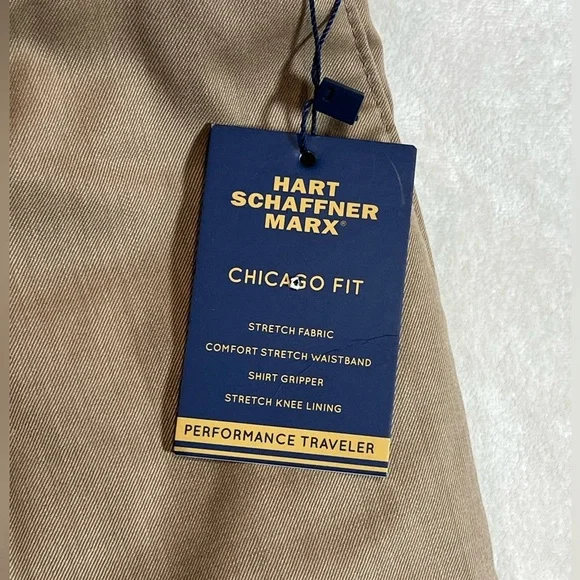 HART
SCHAFFNER
MARX®
CHICAGO FIT
STRETCH FABRIC
COMFORT STRETCH WAISTBAND
SHIRT GRIPPER
STRETCH KNEE LINING
PERFORMANCE TRAVELER